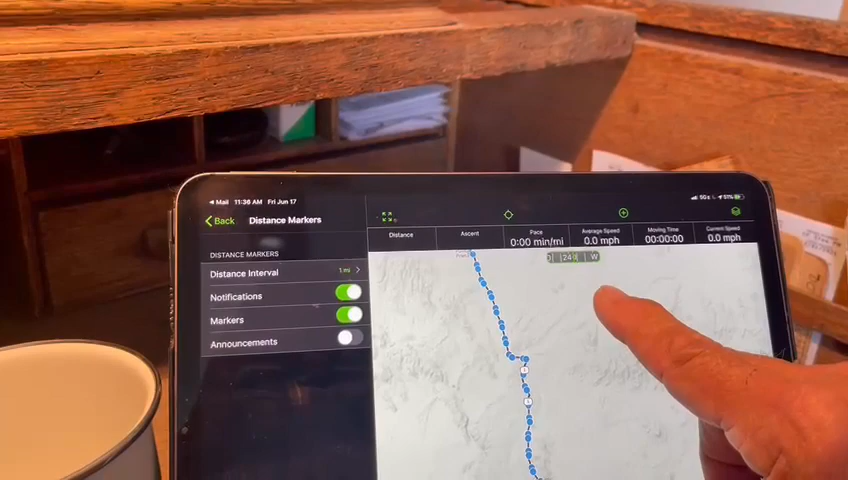 Mail 11:36 AM Fri Jun 17
51%
Back Distance Markers
DISTANCE MARKERS
Distance Interval 1 mi
Notifications
Markers
Announcements
Distance
Ascent
Pace
0:00 min/mi
Average Speed
0.0 mph
Moving Time
00:00:00
Current Speed
0.0 mph
W